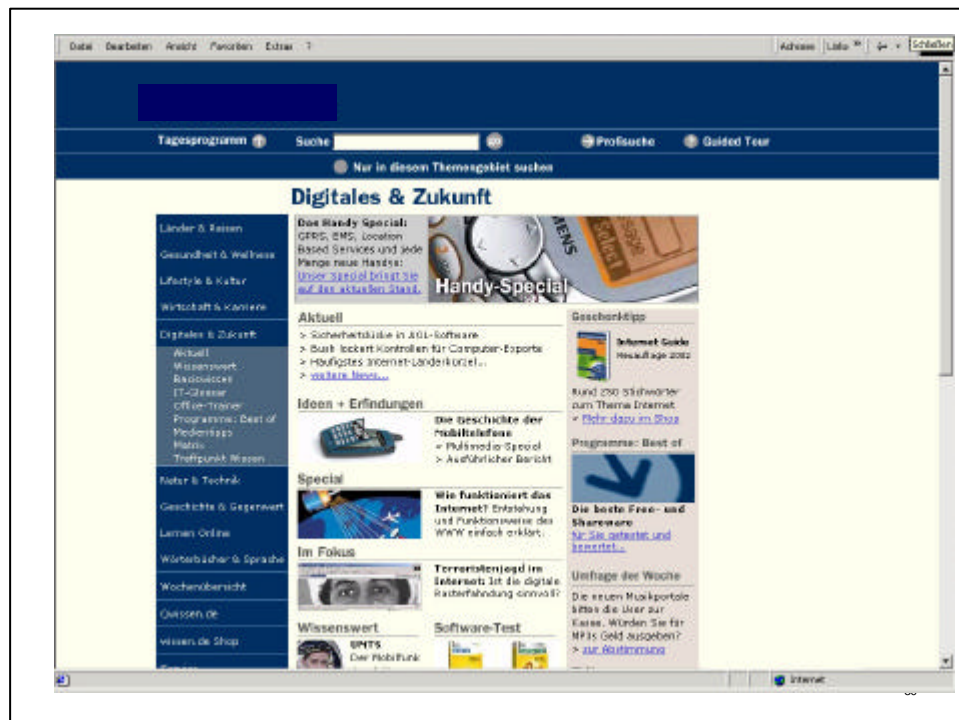 Datei Bearbeiten Ansicht Favoriten Extras ?
Adresse Links »
Schließen
Tagesprogramm
Suche
GO
Profisuche
Guided Tour
Nur in diesem Themengebiet suchen
Digitales & Zukunft
Länder & Reisen
Gesundheit & Wellness
Lifestyle & Kultur
Wirtschaft & Karriere
Digitales & Zukunft
Aktuell
Wissenswert
Basiswissen
IT-Glossar
Office-Trainer
Programme: Best of
Medientipps
Matrix
Treffpunkt Wissen
Natur & Technik
Geschichte & Gegenwart
Lernen Online
Wörterbücher & Sprache
Wochenübersicht
Qwissen.de
wissen.de Shop
Das Handy Special:
GPRS, EMS, Location
Based Services und jede
Menge neue Handys:
Unser Special bringt Sie
auf den aktuellen Stand.
Handy-Special
Aktuell
> Sicherheitslücke in AOL-Software
> Bush lockert Kontrollen für Computer-Exporte
> Häufigstes Internet-Länderkürzel...
> weitere News...
Ideen + Erfindungen
Die Geschichte der
Mobiltelefone
> Multimedia-Special
> Ausführlicher Bericht
Special
Wie funktioniert das
Internet? Entstehung
und Funktionsweise des
WWW einfach erklärt.
Im Fokus
Terroristenjagd im
Internet: Ist die digitale
Rasterfahndung sinnvoll?
Wissenswert
UMTS
Der Mobilfunk
Software-Test
Geschenktipp
Internet Guide
Neuauflage 2002
Rund 250 Stichwörter
zum Thema Internet
> Mehr dazu im Shop
Programme: Best of
Die beste Free- und
Shareware
für Sie getestet und
bewertet...
Umfrage der Woche
Die neuen Musikportale
bitten die User zur
Kasse. Würden Sie für
MP3s Geld ausgeben?
> zur Abstimmung
Internet